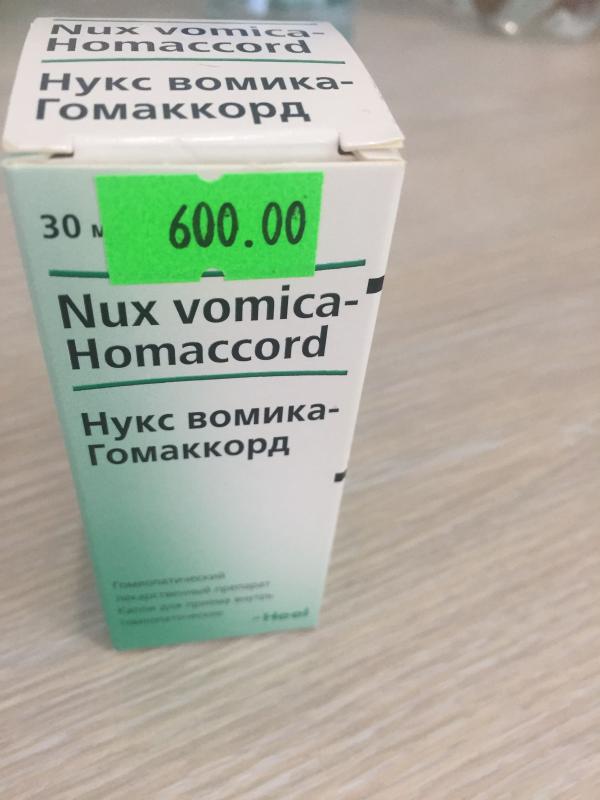 Nux vomica-
Homaccord
Нукс вомика-
Гомаккорд
30 м
600.00
Nux vomica-
Homaccord
Нукс вомика-
Гомаккорд
Гомеопатический
лекарственный препарат
Капли для приема внутрь
гомеопатические
-Heel